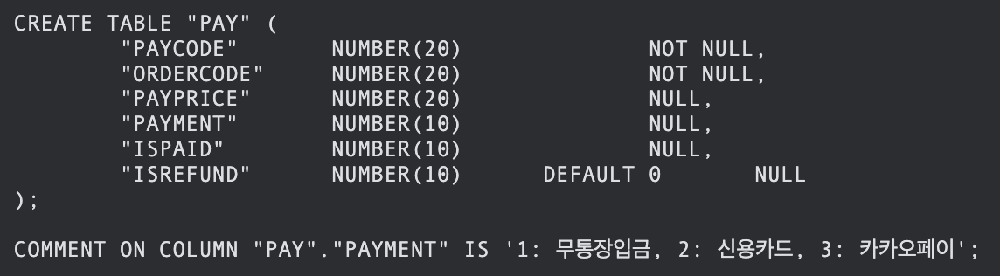 CREATE TABLE "PAY" (
"PAYCODE" NUMBER(20) NOT NULL,
"ORDERCODE" NUMBER(20) NOT NULL,
"PAYPRICE" NUMBER(20) NULL,
"PAYMENT" NUMBER(10) NULL,
"ISPAID" NUMBER(10) NULL,
"ISREFUND" NUMBER(10) DEFAULT 0 NULL
);
COMMENT ON COLUMN "PAY"."PAYMENT" IS '1: 무통장입금, 2: 신용카드, 3: 카카오페이';